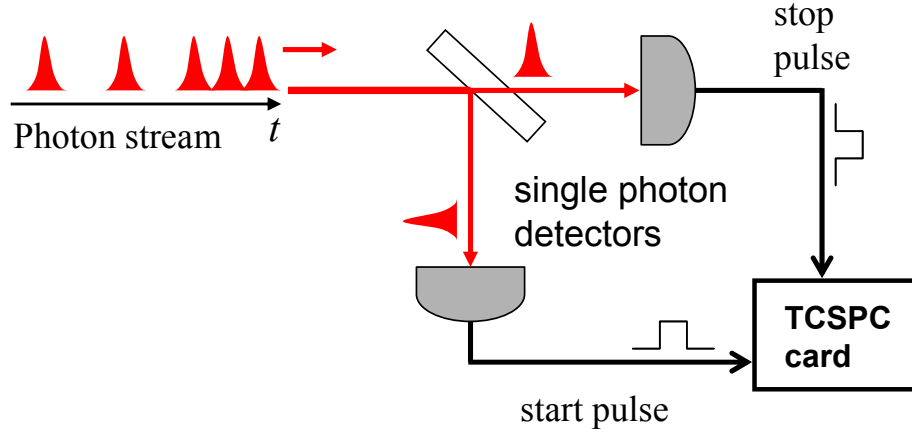 stop
pulse
t
Photon stream
single photon
detectors
TCSPC
card
start pulse